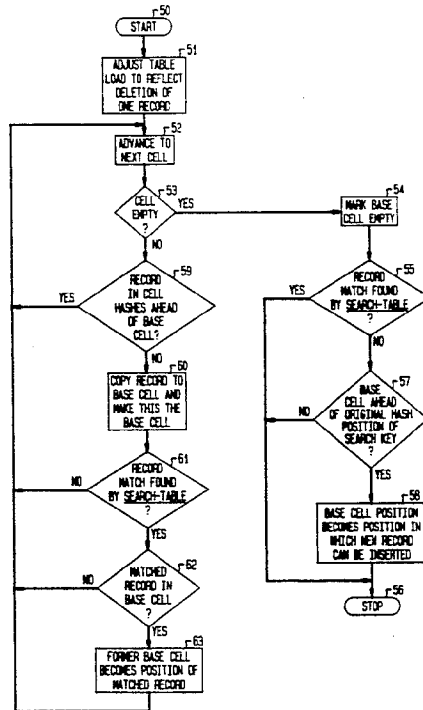 50
START
51
ADJUST TABLE
LOAD TO REFLECT
DELETION OF
ONE RECORD
52
ADVANCE TO
NEXT CELL
53
CELL
EMPTY
?
YES
NO
54
MARK BASE
CELL EMPTY
59
RECORD
IN CELL
HASHES AHEAD
OF BASE
CELL?
YES
NO
55
RECORD
MATCH FOUND
BY SEARCH-TABLE
?
YES
NO
60
COPY RECORD TO
BASE CELL AND
MAKE THIS THE
BASE CELL
57
BASE
CELL AHEAD
OF ORIGINAL HASH
POSITION OF
SEARCH KEY
?
NO
YES
61
RECORD
MATCH FOUND
BY SEARCH-TABLE
?
NO
YES
58
BASE CELL POSITION
BECOMES POSITION IN
WHICH NEW RECORD
CAN BE INSERTED
62
MATCHED
RECORD IN
BASE CELL
?
NO
YES
56
STOP
63
FORMER BASE CELL
BECOMES POSITION OF
MATCHED RECORD